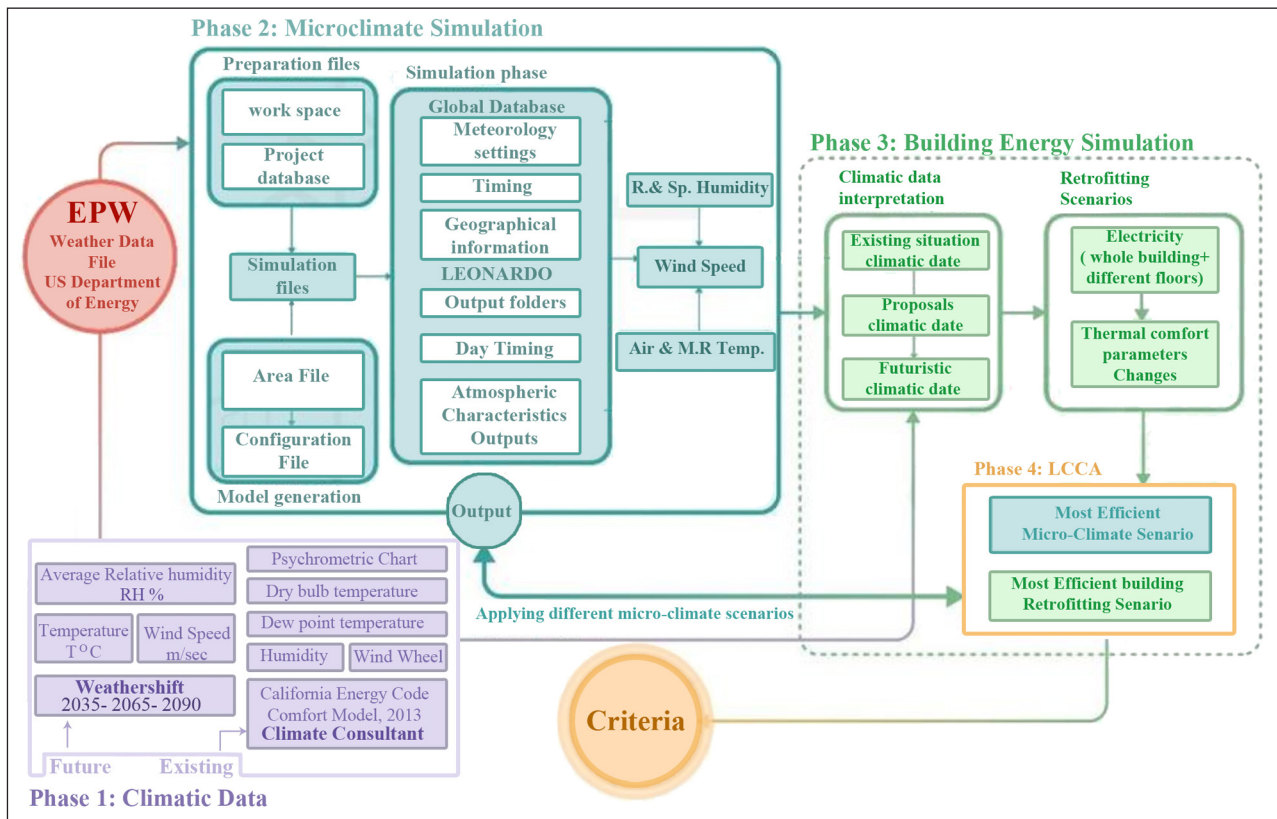 Phase 2: Microclimate Simulation
Preparation files
work space
Project
database
Simulation
files
Area File
Configuration
File
Model generation
Simulation phase
Global Database
Meteorology
settings
Timing
Geographical
information
LEONARDO
Output folders
Day Timing
Atmospheric
Characteristics
Outputs
R.& Sp. Humidity
Wind Speed
Air & M.R Temp.
Output
EPW
Weather Data
File
US Department
of Energy
Phase 3: Building Energy Simulation
Climatic data
interpretation
Existing situation
climatic date
Proposals
climatic date
Futuristic
climatic date
Retrofitting
Scenarios
Electricity
( whole building+
different floors)
Thermal comfort
parameters
Changes
Phase 4: LCCA
Most Efficient
Micro-Climate Senario
Most Efficient building
Retrofitting Senario
Applying different micro-climate scenarios
Criteria
Average Relative humidity
RH %
Temperature
T°C
Wind Speed
m/sec
Weathershift
2035- 2065- 2090
Psychrometric Chart
Dry bulb temperature
Dew point temperature
Humidity
Wind Wheel
California Energy Code
Comfort Model, 2013
Climate Consultant
Future
Existing
Phase 1: Climatic Data